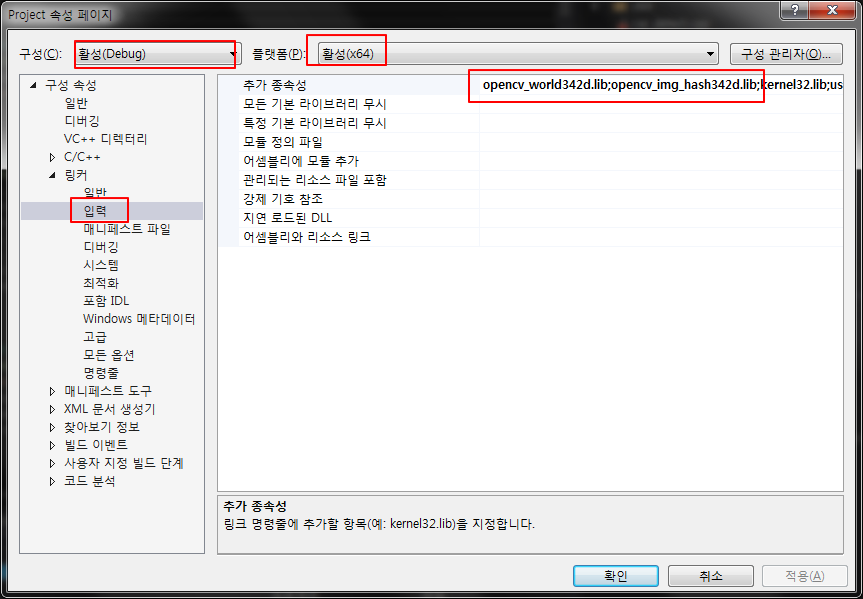 Project 속성 페이지
구성(C): 활성(Debug) 플랫폼(P): 활성(x64) 구성 관리자(O)...
구성 속성
일반
디버깅
VC++ 디렉터리
C/C++
링커
일반
입력
매니페스트 파일
디버깅
시스템
최적화
포함 IDL
Windows 메타데이터
고급
모든 옵션
명령줄
매니페스트 도구
XML 문서 생성기
찾아보기 정보
빌드 이벤트
사용자 지정 빌드 단계
코드 분석
추가 종속성 opencv_world342d.lib;opencv_img_hash342d.lib;kernel32.lib;us
모든 기본 라이브러리 무시
특정 기본 라이브러리 무시
모듈 정의 파일
어셈블리에 모듈 추가
관리되는 리소스 파일 포함
강제 기호 참조
지연 로드된 DLL
어셈블리와 리소스 링크
추가 종속성
링크 명령줄에 추가할 항목(예: kernel32.lib)을 지정합니다.
확인 취소 적용(A)